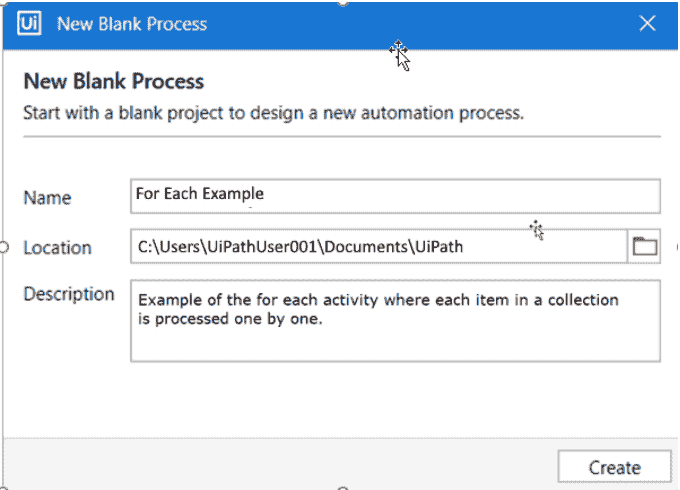 Ui New Blank Process
New Blank Process
Start with a blank project to design a new automation process.
Name For Each Example
Location C:\Users\UiPathUser001\Documents\UiPath
Description Example of the for each activity where each item in a collection
is processed one by one.
Create